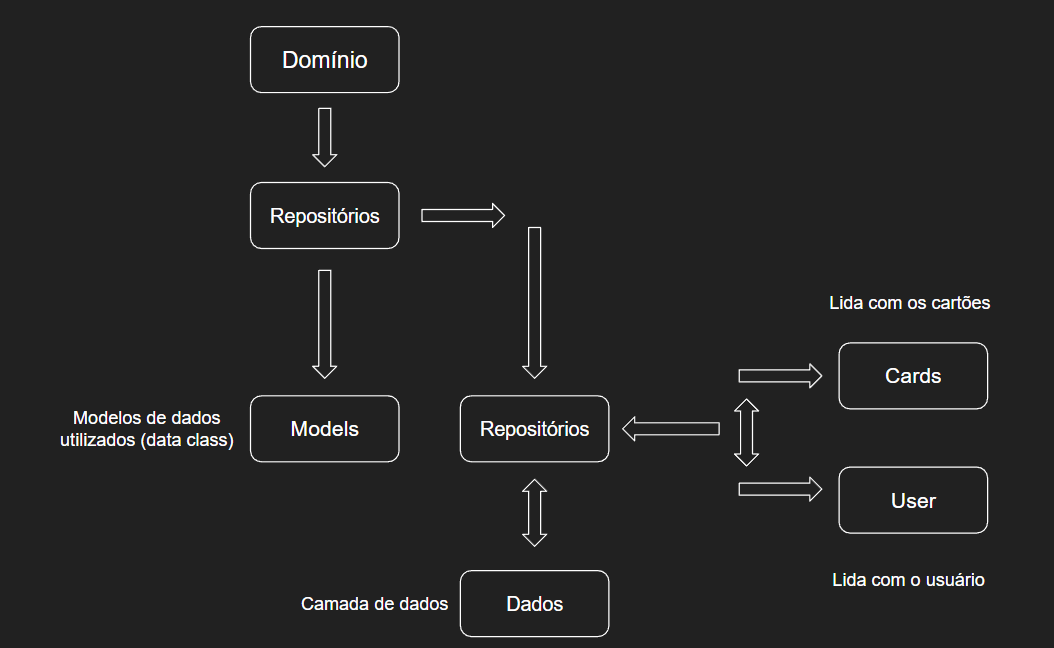 Domínio
Repositórios
Lida com os cartões
Cards
Modelos de dados
utilizados (data class)
Models
Repositórios
User
Lida com o usuário
Camada de dados
Dados